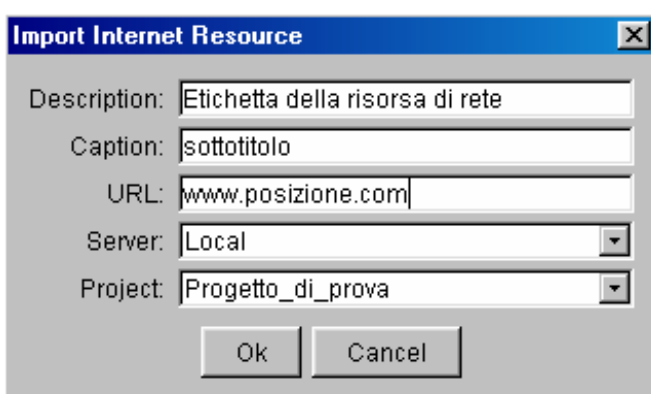 Import Internet Resource
Description: Etichetta della risorsa di rete
Caption: sottotitolo
URL: www.posizione.com
Server: Local
Project: Progetto_di_prova
Ok Cancel